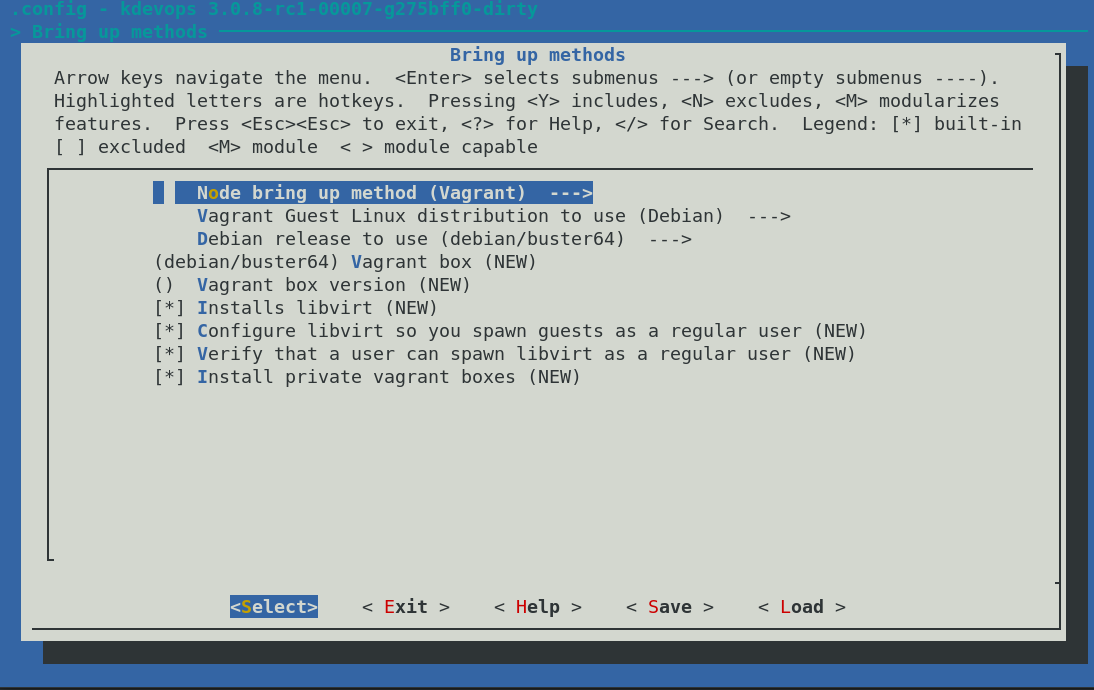 .config - kdevops 3.0.8-rc1-00007-g275bff0-dirty
> Bring up methods
Bring up methods
Arrow keys navigate the menu.  <Enter> selects submenus ---> (or empty submenus ----).
Highlighted letters are hotkeys.  Pressing <Y> includes, <N> excludes, <M> modularizes
features.  Press <Esc><Esc> to exit, <?> for Help, </> for Search.  Legend: [*] built-in
[ ] excluded  <M> module  < > module capable
Node bring up method (Vagrant)  --->
Vagrant Guest Linux distribution to use (Debian)  --->
Debian release to use (debian/buster64)  --->
(debian/buster64) Vagrant box (NEW)
()  Vagrant box version (NEW)
[*] Installs libvirt (NEW)
[*] Configure libvirt so you spawn guests as a regular user (NEW)
[*] Verify that a user can spawn libvirt as a regular user (NEW)
[*] Install private vagrant boxes (NEW)
<Select>    < Exit >    < Help >    < Save >    < Load >